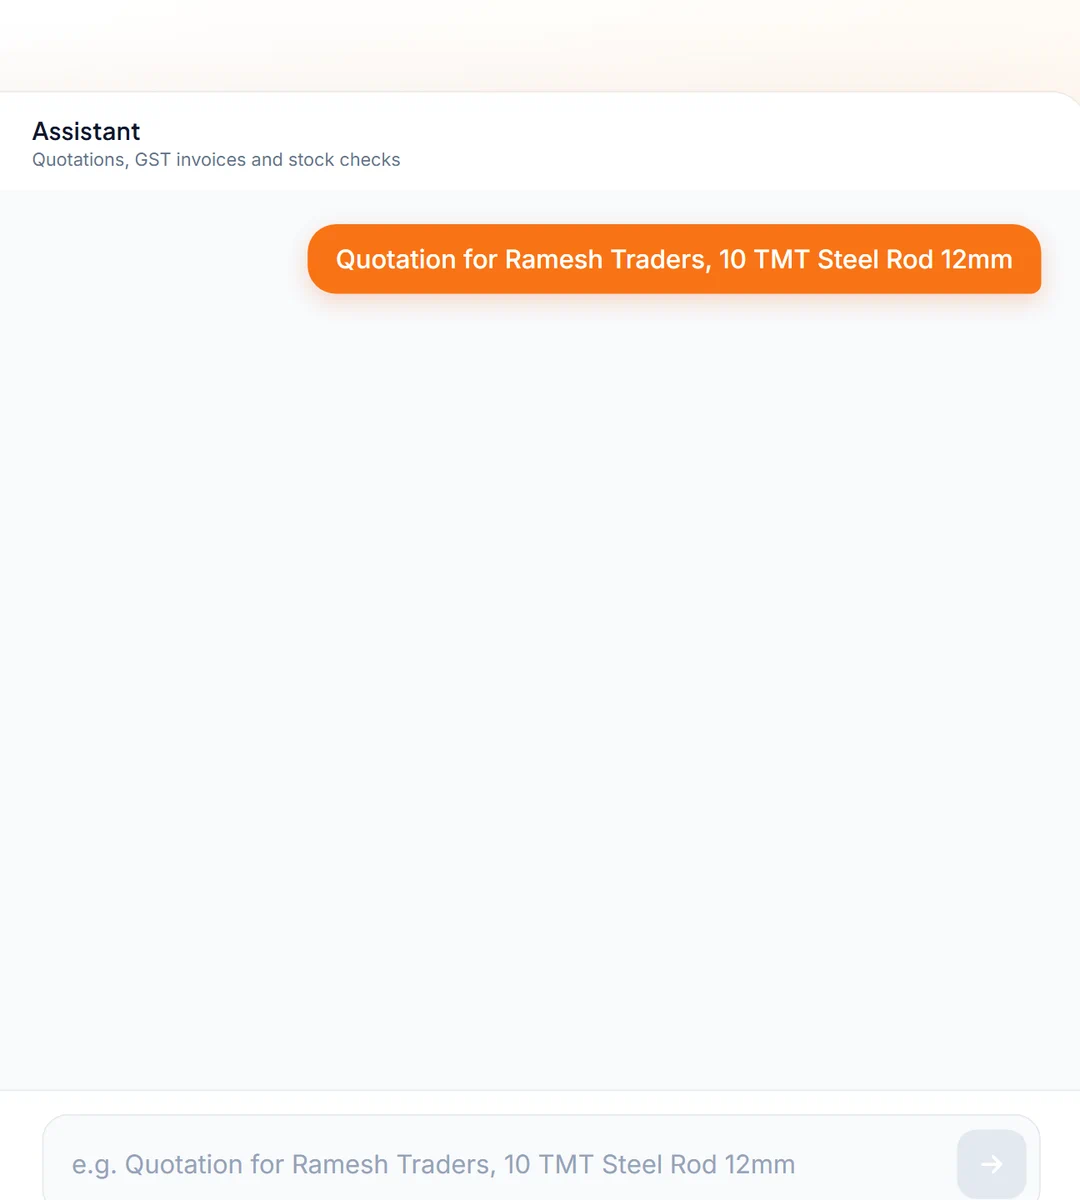 Assistant
Quotations, GST invoices and stock checks
Quotation for Ramesh Traders, 10 TMT Steel Rod 12mm
e.g. Quotation for Ramesh Traders, 10 TMT Steel Rod 12mm